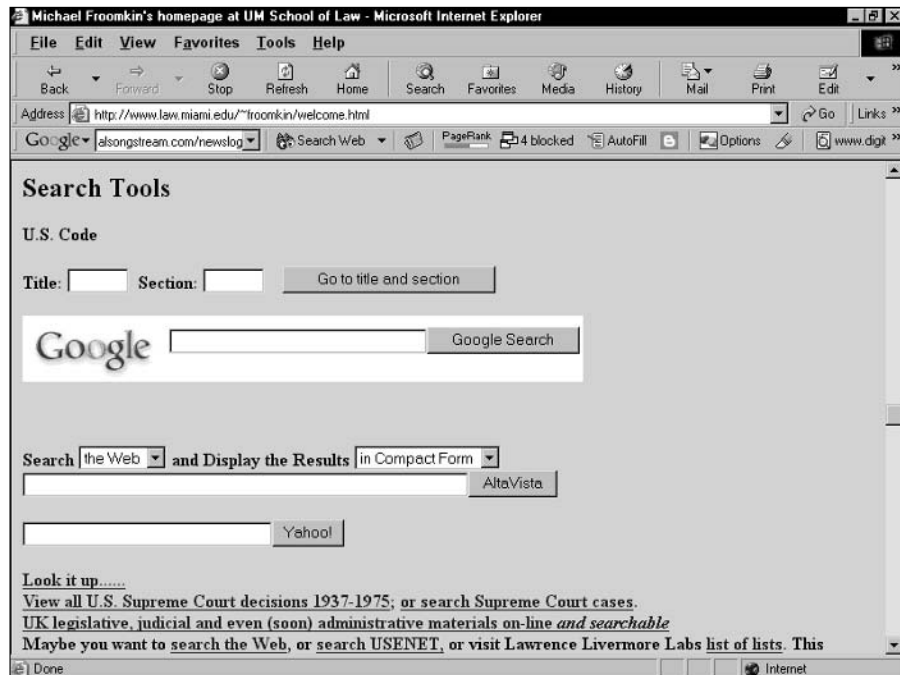 Michael Froomkin's homepage at UM School of Law - Microsoft Internet Explorer
File Edit View Favorites Tools Help
Back Forward Stop Refresh Home Search Favorites Media History Mail Print Edit »
Address http://www.law.miami.edu/~froomkin/welcome.html Go Links »
Google alsongstream.com/newslog Search Web PageRank 4 blocked AutoFill Options www.digit »
Search Tools
U.S. Code
Title: Section: Go to title and section
Google Google Search
Search the Web and Display the Results in Compact Form
AltaVista
Yahoo!
Look it up......
View all U.S. Supreme Court decisions 1937-1975; or search Supreme Court cases.
UK legislative, judicial and even (soon) administrative materials on-line and searchable
Maybe you want to search the Web, or search USENET, or visit Lawrence Livermore Labs list of lists. This
Done Internet